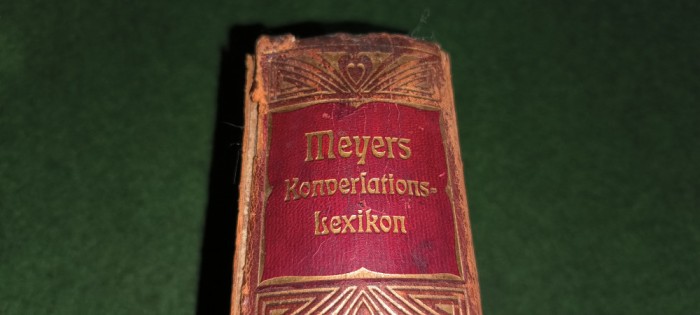 Meyers
Konverſations-
Lexikon